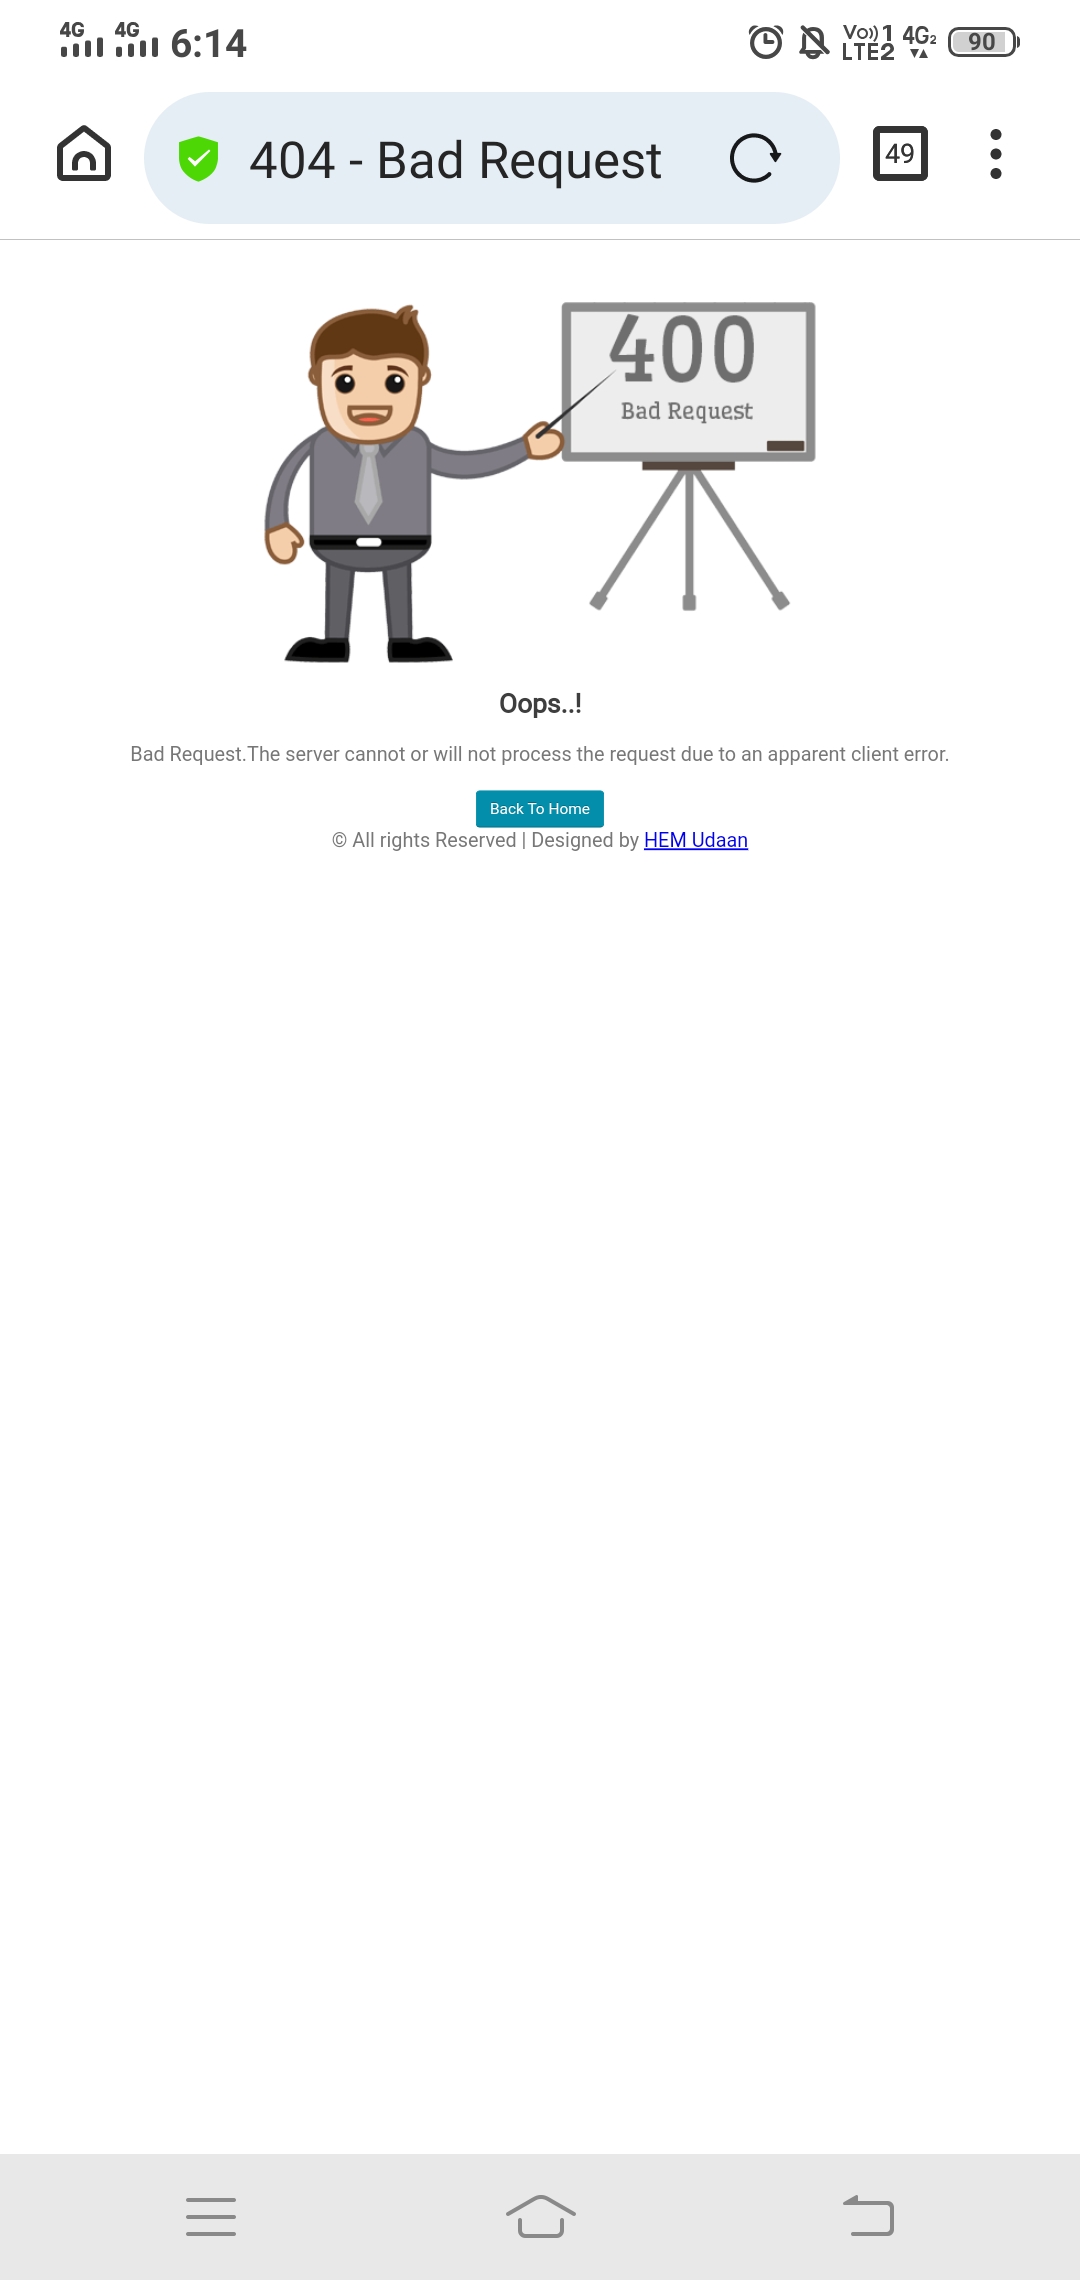 4G 4G 6:14 Vo)) 1 LTE2 4G2 90
404 - Bad Request 49
400
Bad Request
Oops..!
Bad Request.The server cannot or will not process the request due to an apparent client error.
Back To Home
© All rights Reserved | Designed by HEM Udaan